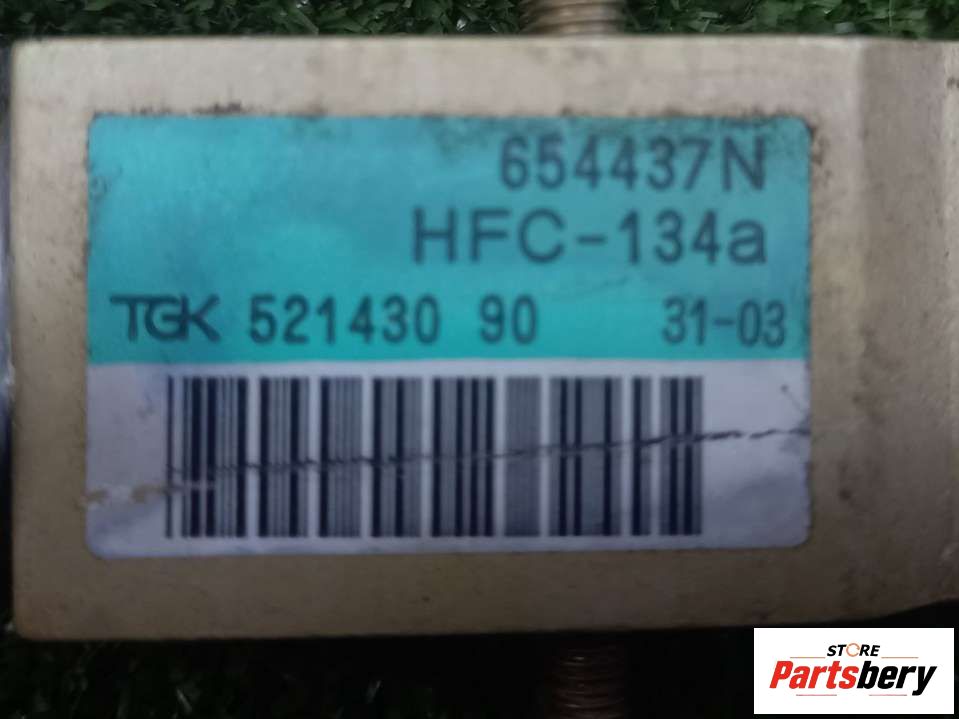 654437N
HFC-134a
TGK 521430 90 31-03
STORE
Partsbery